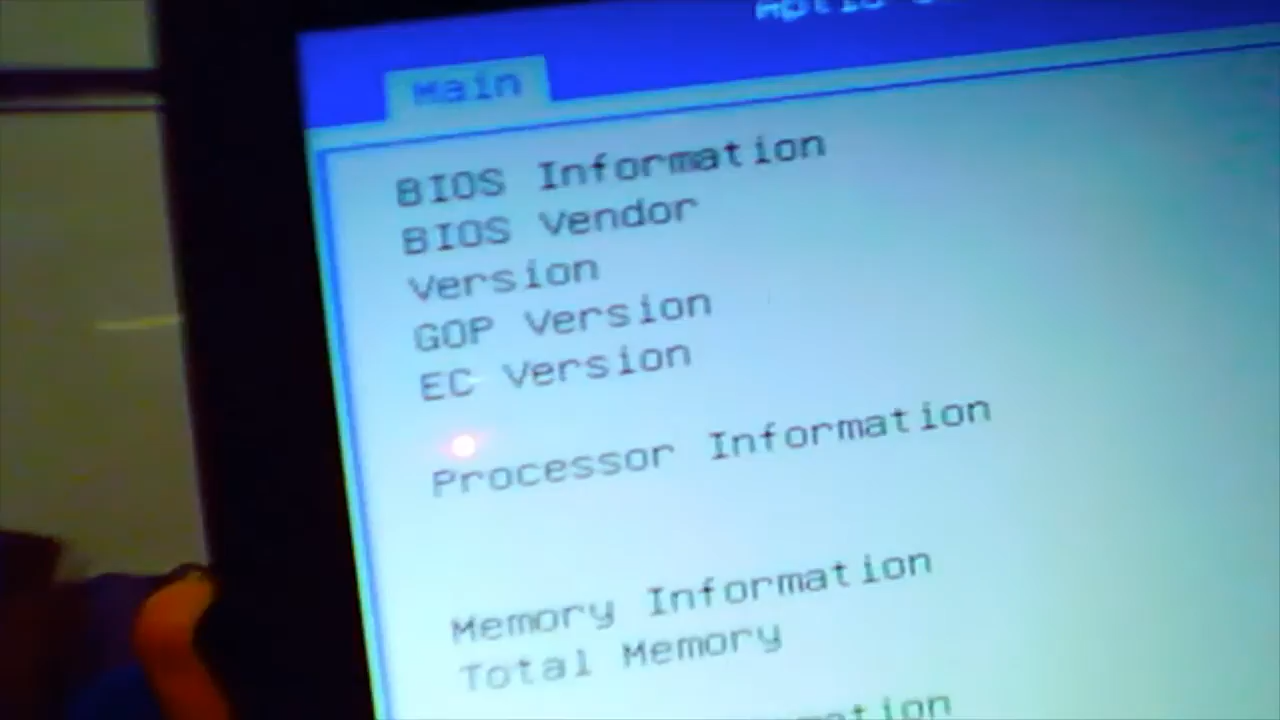 Main
BIOS Information
BIOS Vendor
Version
GOP Version
EC Version
Processor Information
Memory Information
Total Memory